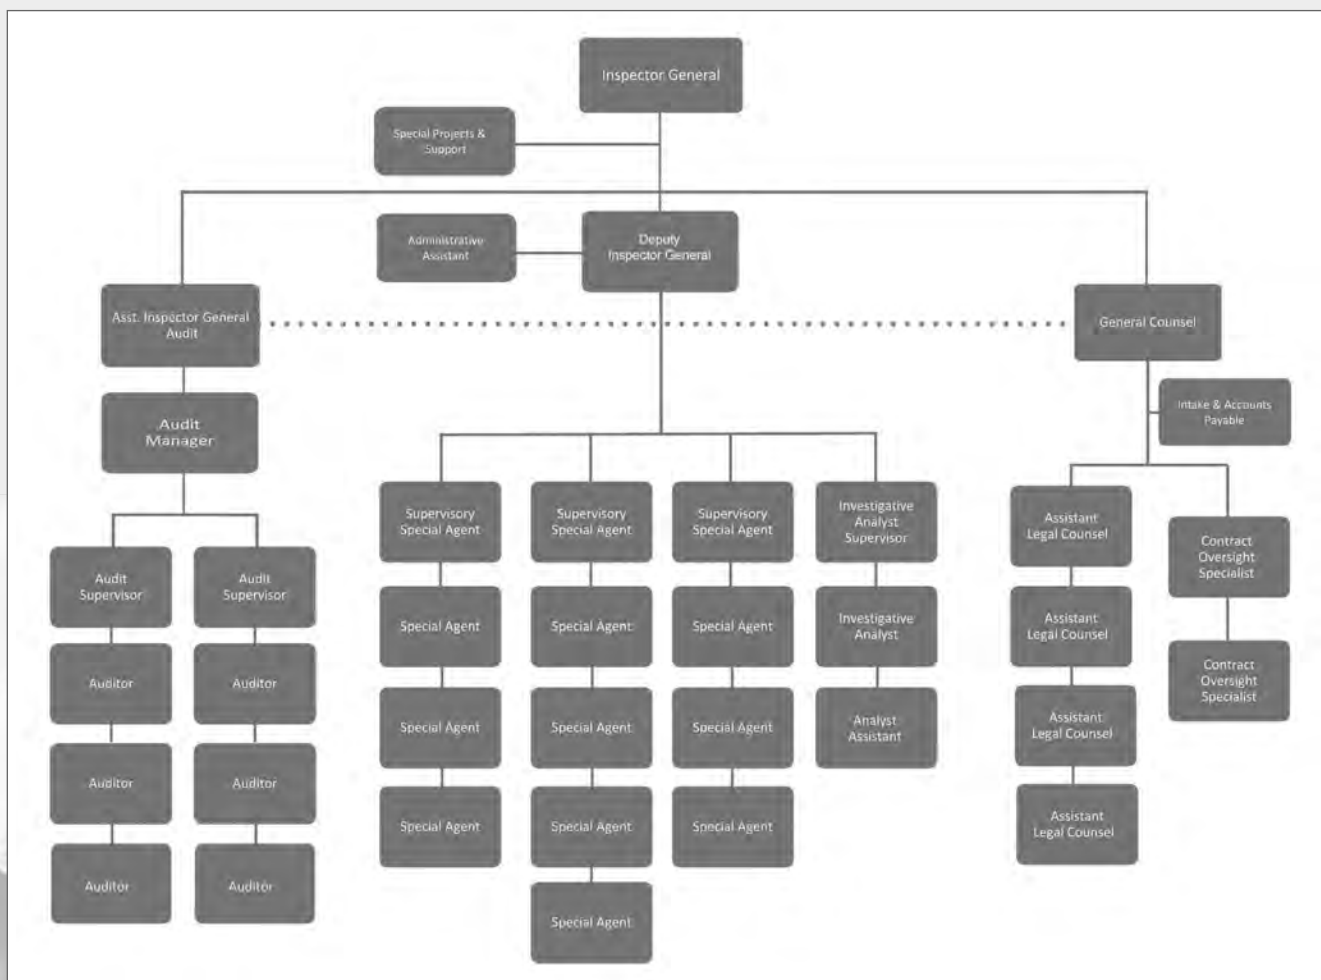 Inspector General
Special Projects &
Support
Administrative
Assistant
Deputy
Inspector General
Asst. Inspector General
Audit
General Counsel
Audit
Manager
Intake & Accounts
Payable
Audit
Supervisor
Auditor
Auditor
Auditor
Audit
Supervisor
Auditor
Auditor
Auditor
Supervisory
Special Agent
Special Agent
Special Agent
Special Agent
Supervisory
Special Agent
Special Agent
Special Agent
Special Agent
Special Agent
Supervisory
Special Agent
Special Agent
Special Agent
Special Agent
Investigative
Analyst
Supervisor
Investigative
Analyst
Analyst
Assistant
Assistant
Legal Counsel
Assistant
Legal Counsel
Assistant
Legal Counsel
Assistant
Legal Counsel
Contract
Oversight
Specialist
Contract
Oversight
Specialist